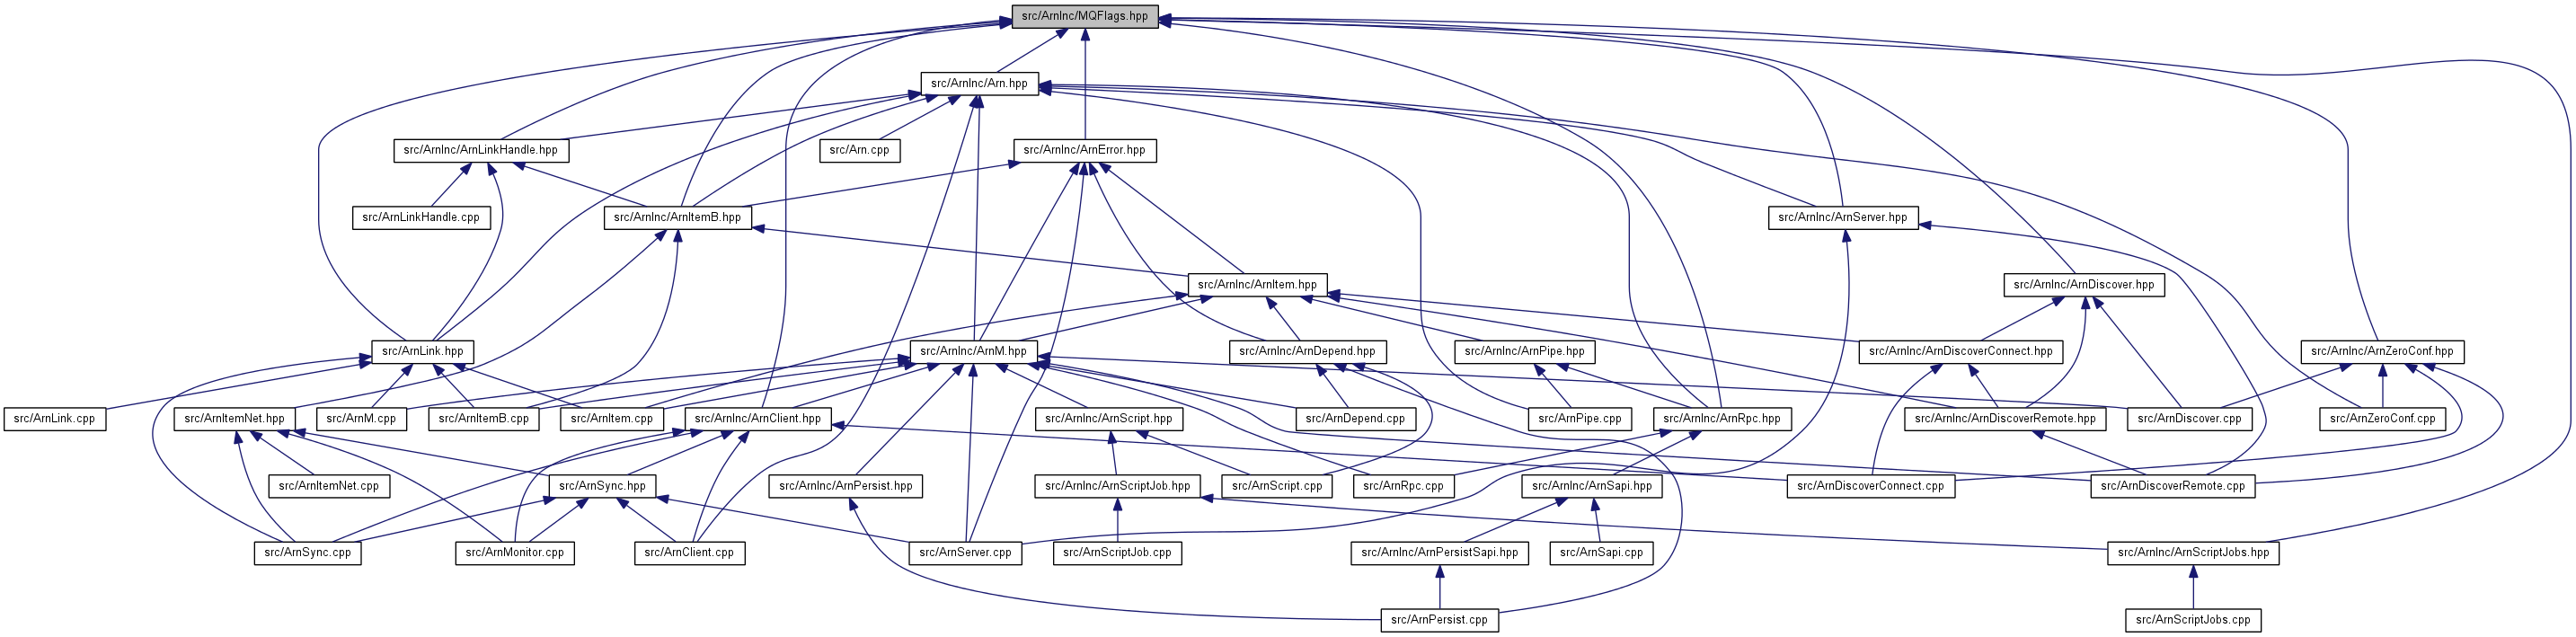 src/ArnInc/MQFlags.hpp
src/ArnInc/Arn.hpp
src/ArnInc/ArnLinkHandle.hpp
src/Arn.cpp
src/ArnInc/ArnError.hpp
src/ArnLinkHandle.cpp
src/ArnInc/ArnItemB.hpp
src/ArnInc/ArnServer.hpp
src/ArnInc/ArnItem.hpp
src/ArnInc/ArnDiscover.hpp
src/ArnLink.hpp
src/ArnInc/ArnM.hpp
src/ArnInc/ArnDepend.hpp
src/ArnInc/ArnPipe.hpp
src/ArnInc/ArnDiscoverConnect.hpp
src/ArnInc/ArnZeroConf.hpp
src/ArnLink.cpp
src/ArnItemNet.hpp
src/ArnM.cpp
src/ArnItemB.cpp
src/ArnItem.cpp
src/ArnInc/ArnClient.hpp
src/ArnInc/ArnScript.hpp
src/ArnDepend.cpp
src/ArnPipe.cpp
src/ArnInc/ArnRpc.hpp
src/ArnInc/ArnDiscoverRemote.hpp
src/ArnDiscover.cpp
src/ArnZeroConf.cpp
src/ArnItemNet.cpp
src/ArnSync.hpp
src/ArnInc/ArnPersist.hpp
src/ArnInc/ArnScriptJob.hpp
src/ArnScript.cpp
src/ArnRpc.cpp
src/ArnInc/ArnSapi.hpp
src/ArnDiscoverConnect.cpp
src/ArnDiscoverRemote.cpp
src/ArnSync.cpp
src/ArnMonitor.cpp
src/ArnClient.cpp
src/ArnServer.cpp
src/ArnScriptJob.cpp
src/ArnInc/ArnPersistSapi.hpp
src/ArnSapi.cpp
src/ArnInc/ArnScriptJobs.hpp
src/ArnPersist.cpp
src/ArnScriptJobs.cpp